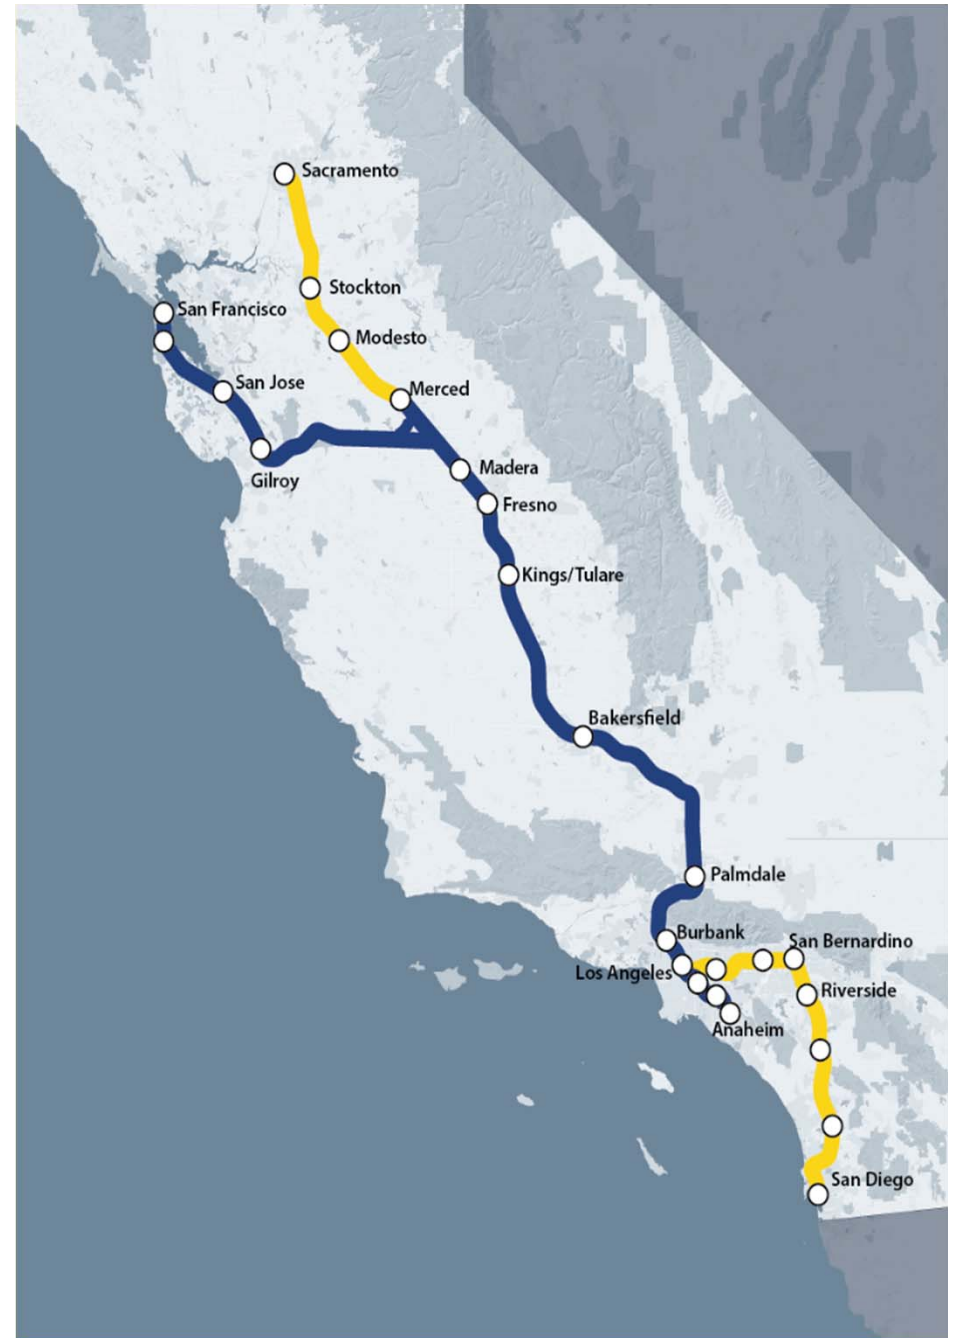 Sacramento
Stockton
San Francisco
Modesto
San Jose
Merced
Madera
Gilroy
Fresno
Kings/Tulare
Bakersfield
Palmdale
Burbank
San Bernardino
Los Angeles
Riverside
Anaheim
San Diego